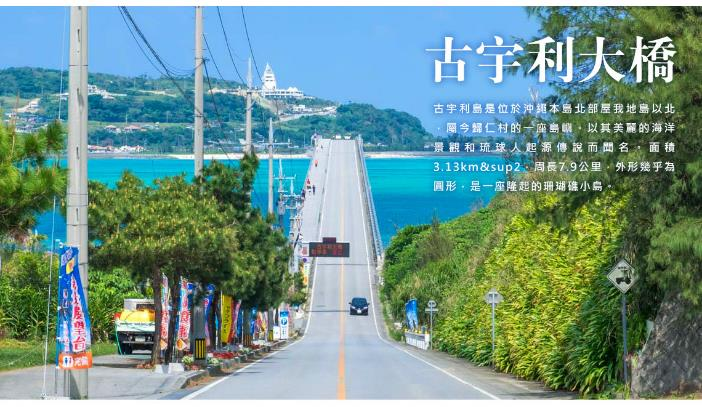 古宇利大橋
古宇利島是位於沖繩本島北部屋我地島以北
，屬今歸仁村的一座島嶼，以其美麗的海洋
景觀和琉球人起源傳說而聞名。面積
3.13km&sup2，周長7.9公里，外形幾乎為
圓形，是一座隆起的珊瑚礁小島。